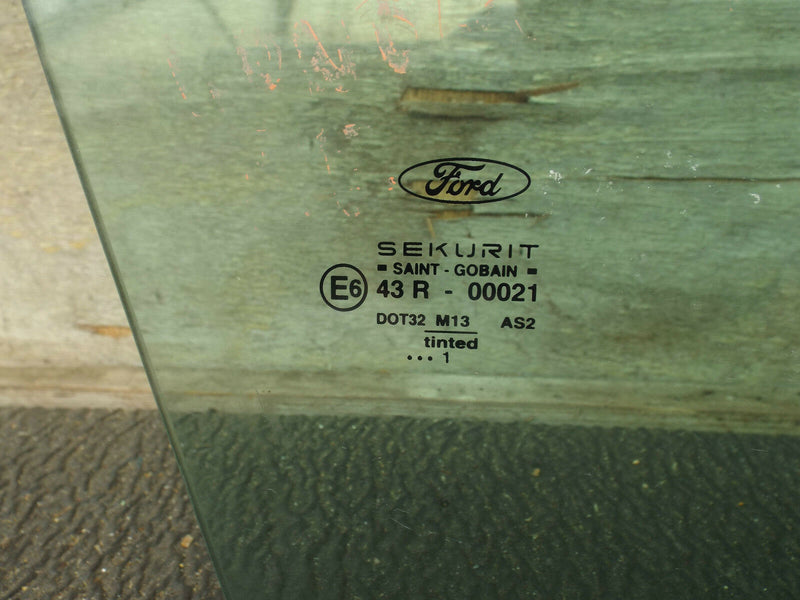 Ford
SEKURIT
SAINT - GOBAIN
E6 43 R - 00021
DOT32 M13 AS2
tinted
... 1